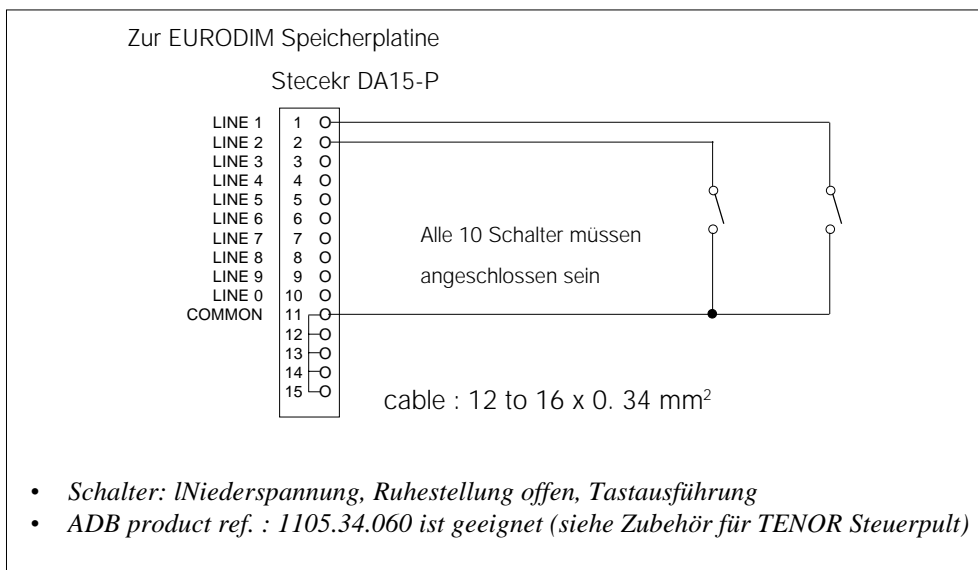 Zur EURODIM Speicherplatine
Stecekr DA15-P
LINE 1 1 O
LINE 2 2 O
LINE 3 3 O
LINE 4 4 O
LINE 5 5 O
LINE 6 6 O
LINE 7 7 O
LINE 8 8 O
LINE 9 9 O
LINE 0 10 O
COMMON 11 O
12 O
13 O
14 O
15 O
Alle 10 Schalter müssen
angeschlossen sein
cable : 12 to 16 x 0. 34 mm²
• Schalter: lNiederspannung, Ruhestellung offen, Tastausführung
• ADB product ref. : 1105.34.060 ist geeignet (siehe Zubehör für TENOR Steuerpult)